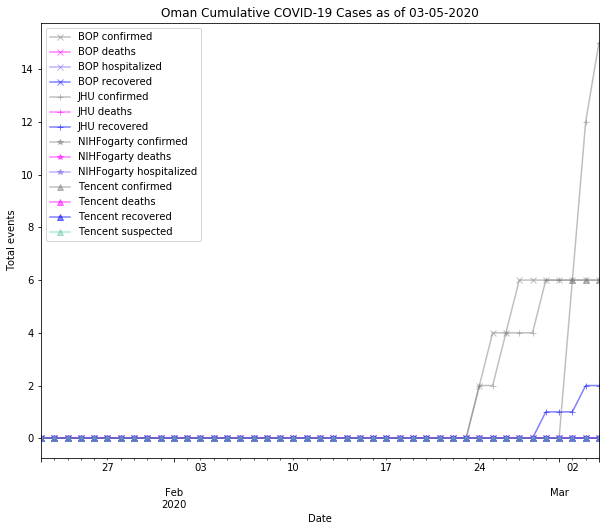 Oman Cumulative COVID-19 Cases as of 03-05-2020
BOP confirmed
BOP deaths
BOP hospitalized
BOP recovered
JHU confirmed
JHU deaths
JHU recovered
NIHFogarty confirmed
NIHFogarty deaths
NIHFogarty hospitalized
Tencent confirmed
Tencent deaths
Tencent recovered
Tencent suspected
Total events
14
12
10
8
6
4
2
0
27 03 10 17 24 02
Feb Mar
2020
Date